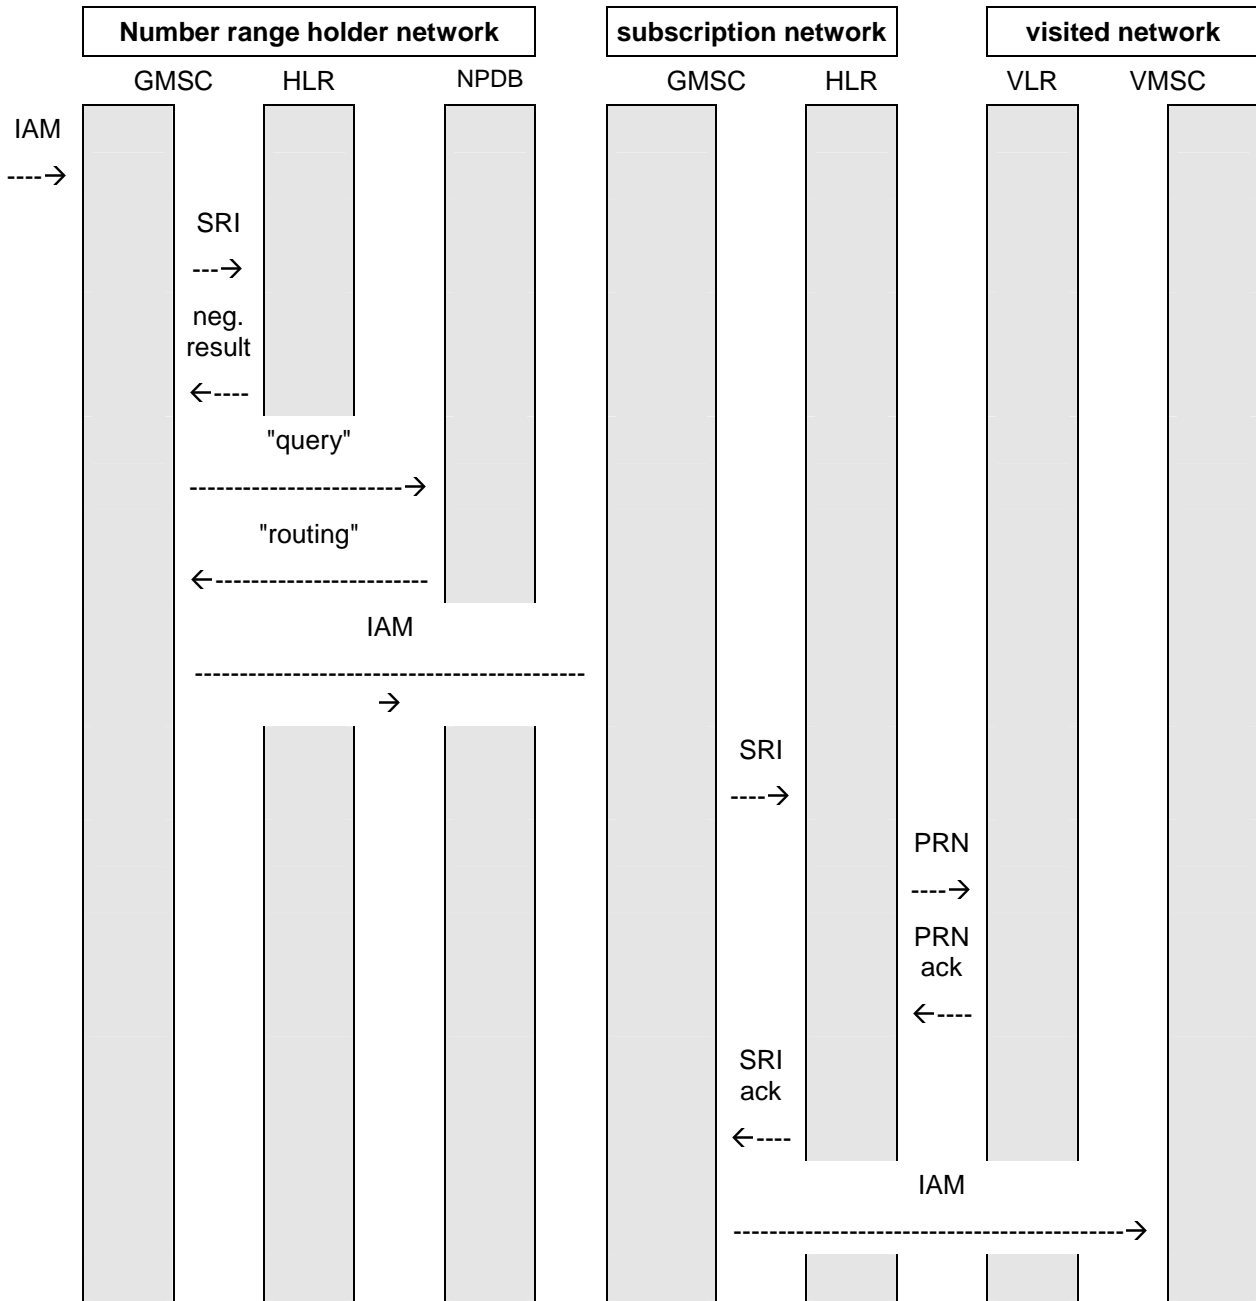 Number range holder network
subscription network
visited network
GMSC
HLR
NPDB
GMSC
HLR
VLR
VMSC
IAM
---->
SRI
--->
neg.
result
<----
"query"
------------------------>
"routing"
<------------------------
IAM
--------------------------------------------
>
SRI
---->
PRN
---->
PRN
ack
<----
SRI
ack
<----
IAM
-------------------------------------------->